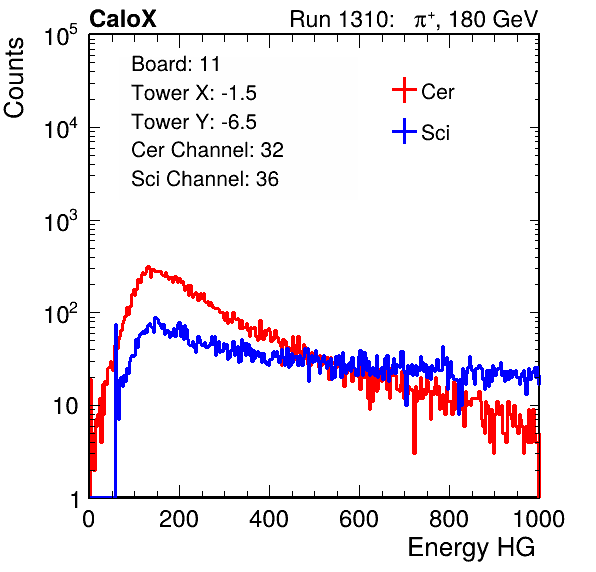 CaloX Run 1310: π⁺, 180 GeV
Counts
10⁵
10⁴
10³
10²
10
1
Board: 11
Tower X: -1.5
Tower Y: -6.5
Cer Channel: 32
Sci Channel: 36
Cer
Sci
0 200 400 600 800 1000
Energy HG